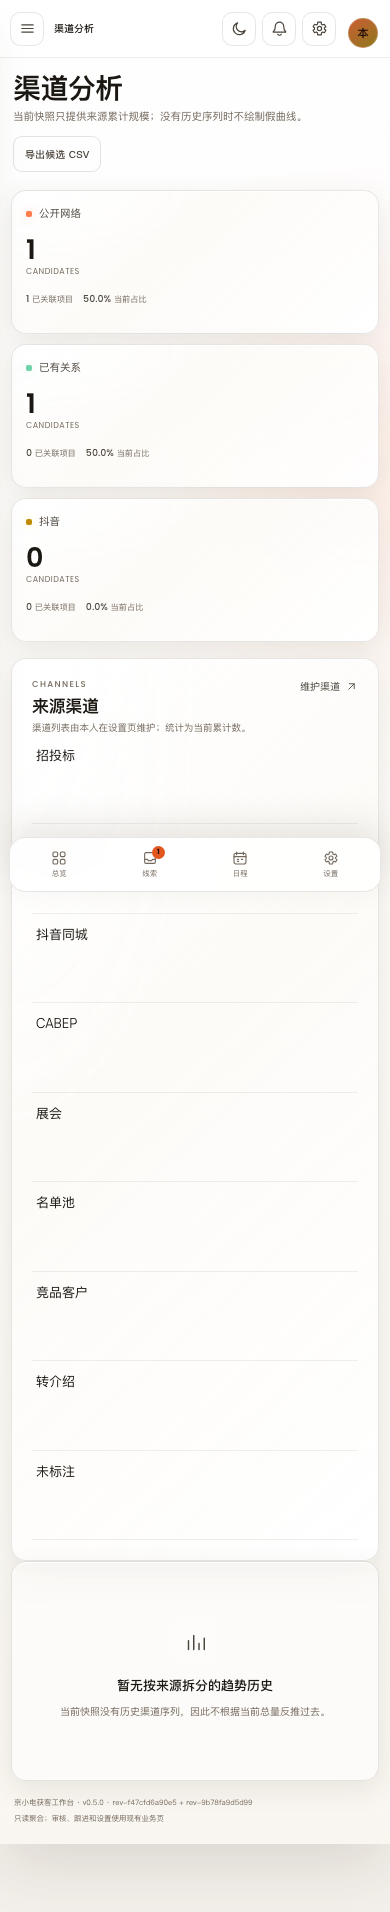 渠道分析
本
渠道分析
当前快照只提供来源累计规模；没有历史序列时不绘制假曲线。
导出候选 CSV
公开网络
1
CANDIDATES
1 已关联项目 50.0% 当前占比
已有关系
1
CANDIDATES
0 已关联项目 50.0% 当前占比
抖音
0
CANDIDATES
0 已关联项目 0.0% 当前占比
CHANNELS
维护渠道
来源渠道
渠道列表由本人在设置页维护；统计为当前累计数。
招投标
1
总览 线索 日程 设置
抖音同城
CABEP
展会
名单池
竞品客户
转介绍
未标注
暂无按来源拆分的趋势历史
当前快照没有历史渠道序列，因此不根据当前总量反推过去。
京小电获客工作台 · v0.5.0 · rev-f47cfd6a90e5 + rev-9b78fa9d5d99
只读聚合；审核、跟进和设置使用现有业务页